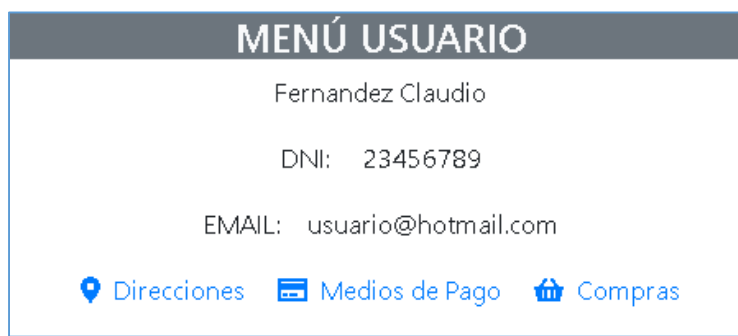 MENÚ USUARIO
Fernandez Claudio
DNI: 23456789
EMAIL: usuario@hotmail.com
Direcciones Medios de Pago Compras